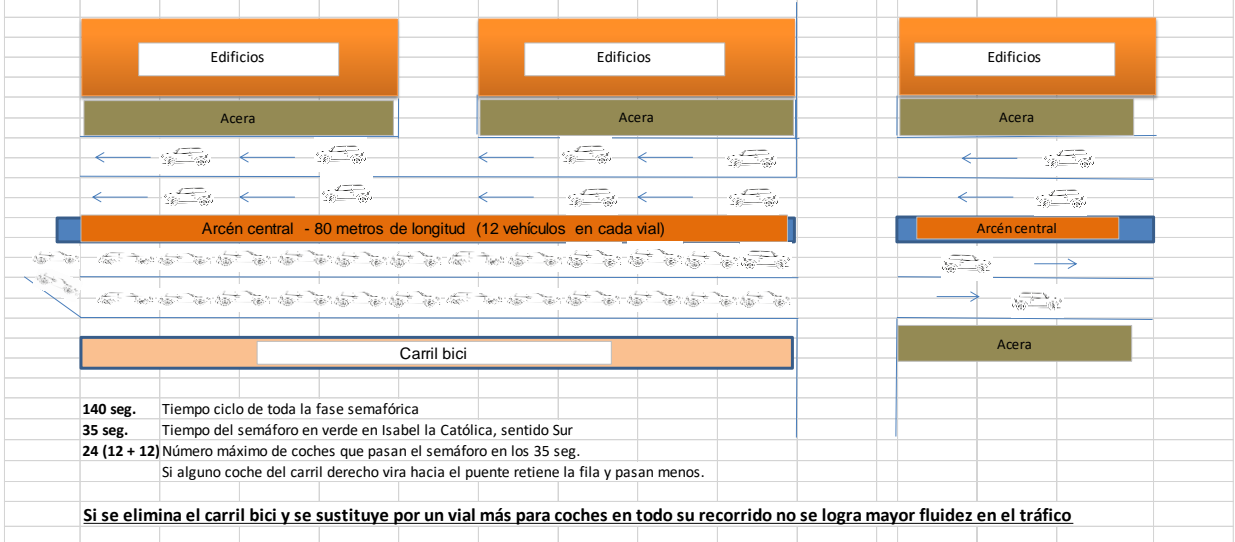 Edificios
Edificios
Edificios
Acera
Acera
Acera
Arcén central - 80 metros de longitud (12 vehículos en cada vial)
Arcén central
Acera
Carril bici
140 seg. Tiempo ciclo de toda la fase semafórica
35 seg. Tiempo del semáforo en verde en Isabel la Católica, sentido Sur
24 (12 + 12) Número máximo de coches que pasan el semáforo en los 35 seg.
Si alguno coche del carril derecho vira hacia el puente retiene la fila y pasan menos.
Si se elimina el carril bici y se sustituye por un vial más para coches en todo su recorrido no se logra mayor fluidez en el tráfico